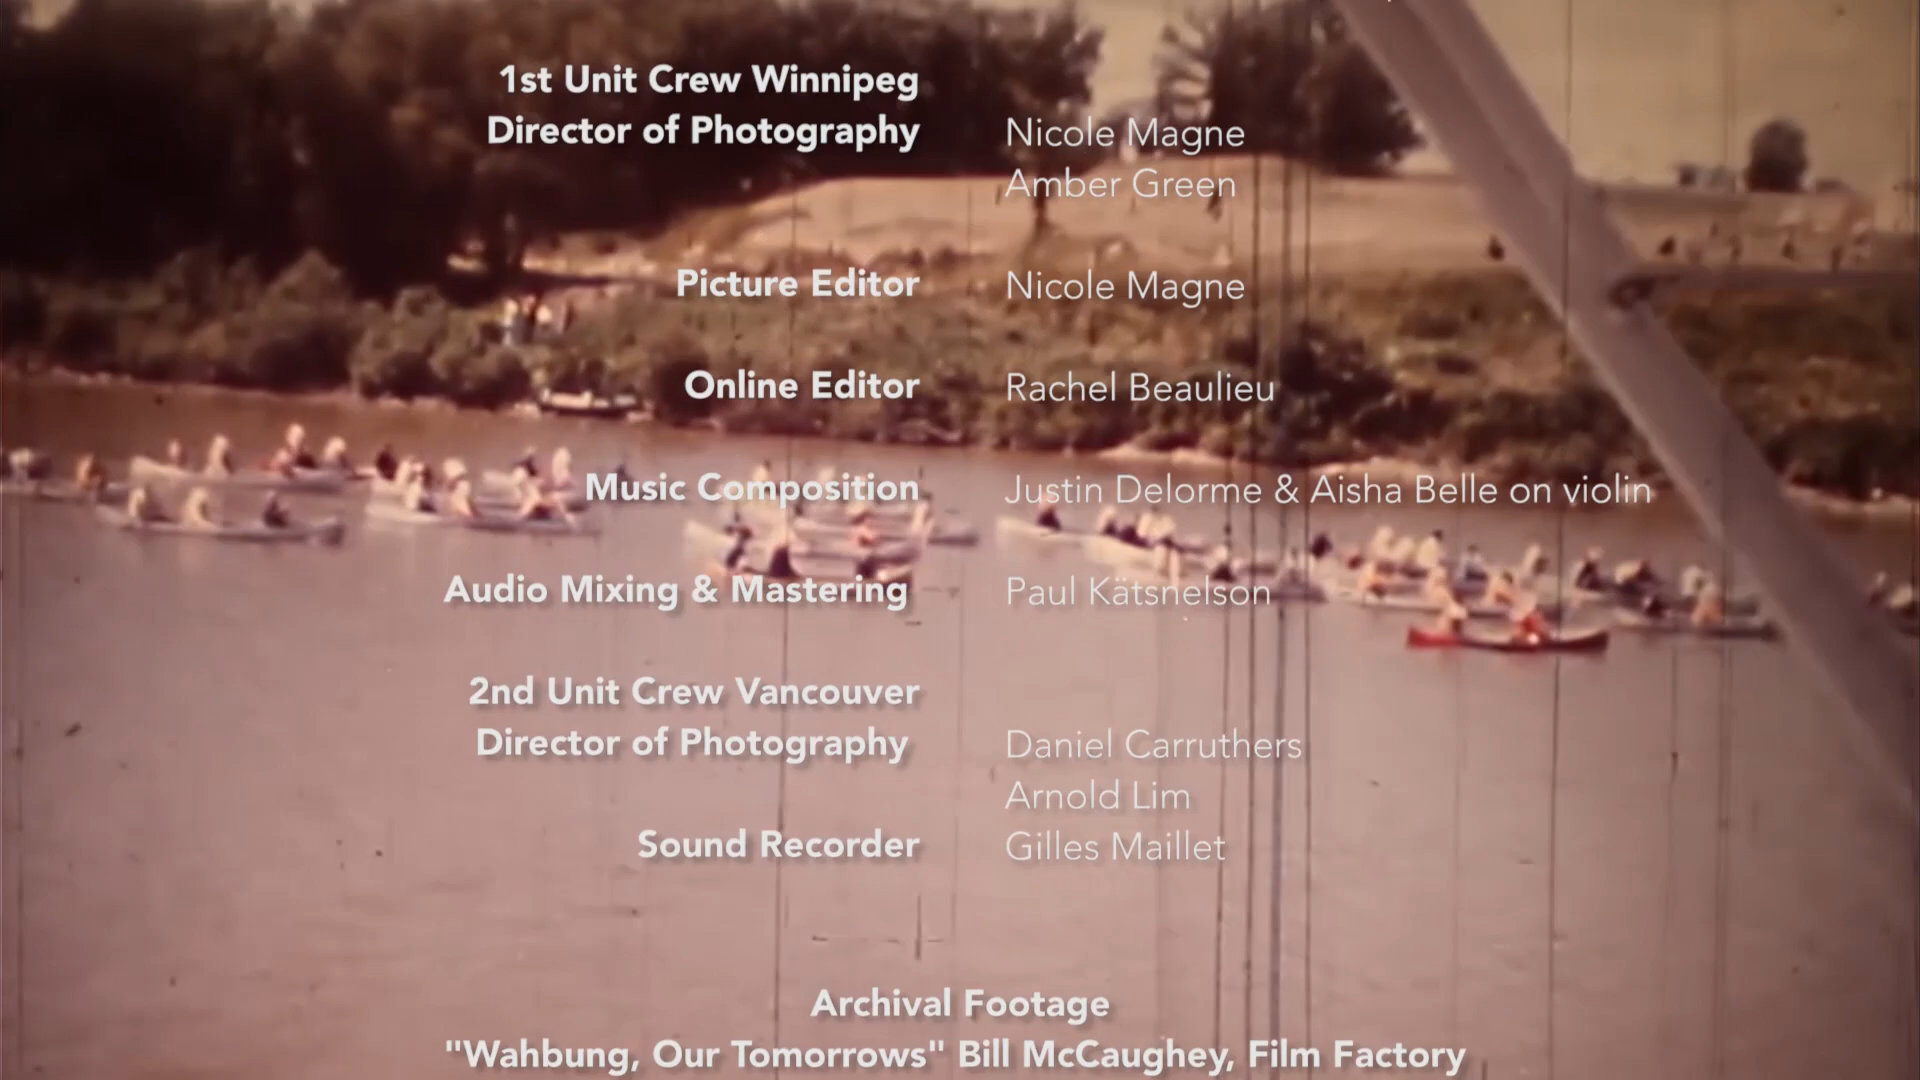 1st Unit Crew Winnipeg
Director of Photography Nicole Magne
Amber Green
Picture Editor Nicole Magne
Online Editor Rachel Beaulieu
Music Composition Justin Delorme & Aisha Belle on violin
Audio Mixing & Mastering Paul Kätsnelson
2nd Unit Crew Vancouver
Director of Photography Daniel Carruthers
Arnold Lim
Sound Recorder Gilles Maillet
Archival Footage
"Wahbung, Our Tomorrows" Bill McCaughey, Film Factory